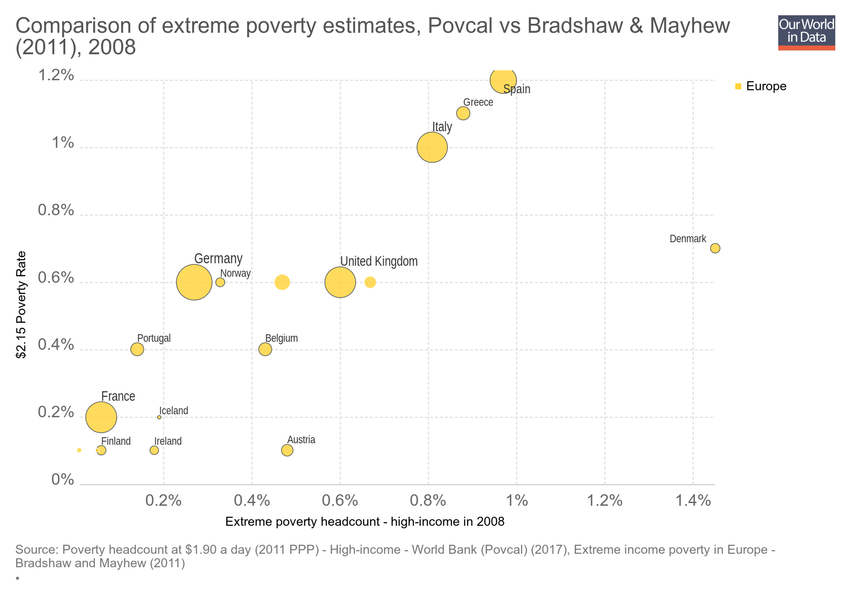 Comparison of extreme poverty estimates, Povcal vs Bradshaw & Mayhew
(2011), 2008
Our World
in Data
Europe
1.2%
1%
0.8%
0.6%
0.4%
0.2%
0%
$2.15 Poverty Rate
Spain
Greece
Italy
Denmark
Germany
Norway
United Kingdom
Portugal
Belgium
France
Iceland
Finland
Ireland
Austria
0.2%
0.4%
0.6%
0.8%
1%
1.2%
1.4%
Extreme poverty headcount - high-income in 2008
Source: Poverty headcount at $1.90 a day (2011 PPP) - High-income - World Bank (Povcal) (2017), Extreme income poverty in Europe -
Bradshaw and Mayhew (2011)
•